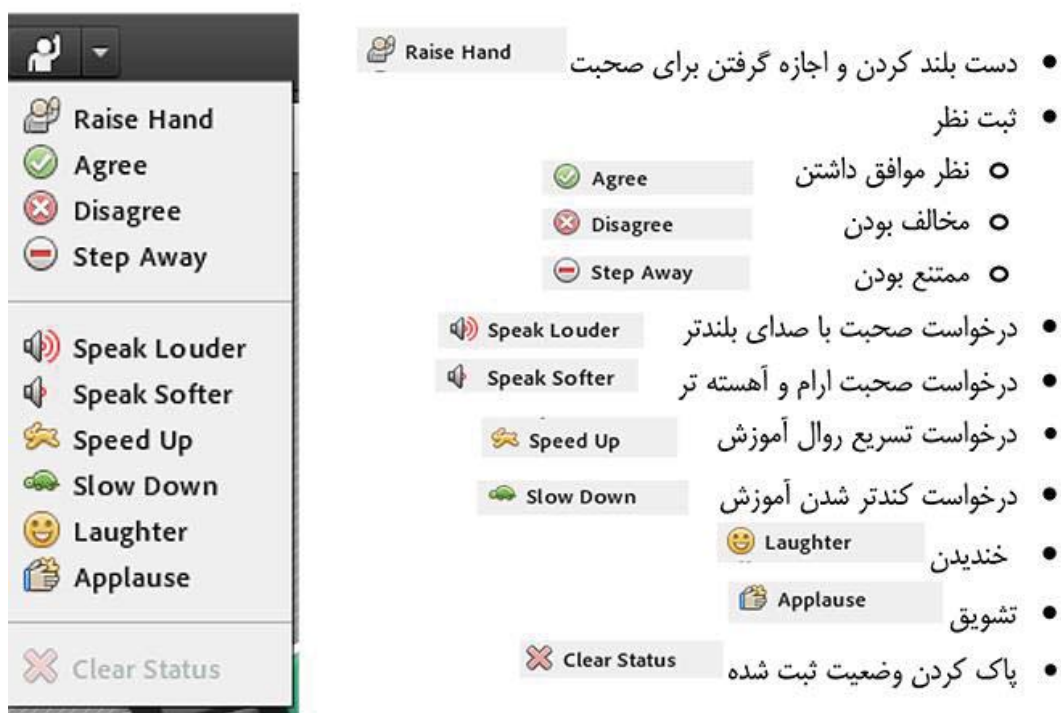 Raise Hand
Agree
Disagree
Step Away
Speak Louder
Speak Softer
Speed Up
Slow Down
Laughter
Applause
Clear Status
• دست بلند کردن و اجازه گرفتن برای صحبت Raise Hand
• ثبت نظر
o نظر موافق داشتن Agree
o مخالف بودن Disagree
o ممتنع بودن Step Away
• درخواست صحبت با صدای بلندتر Speak Louder
• درخواست صحبت ارام و آهسته تر Speak Softer
• درخواست تسریع روال آموزش Speed Up
• درخواست کندتر شدن آموزش Slow Down
• خندیدن Laughter
• تشویق Applause
• پاک کردن وضعیت ثبت شده Clear Status